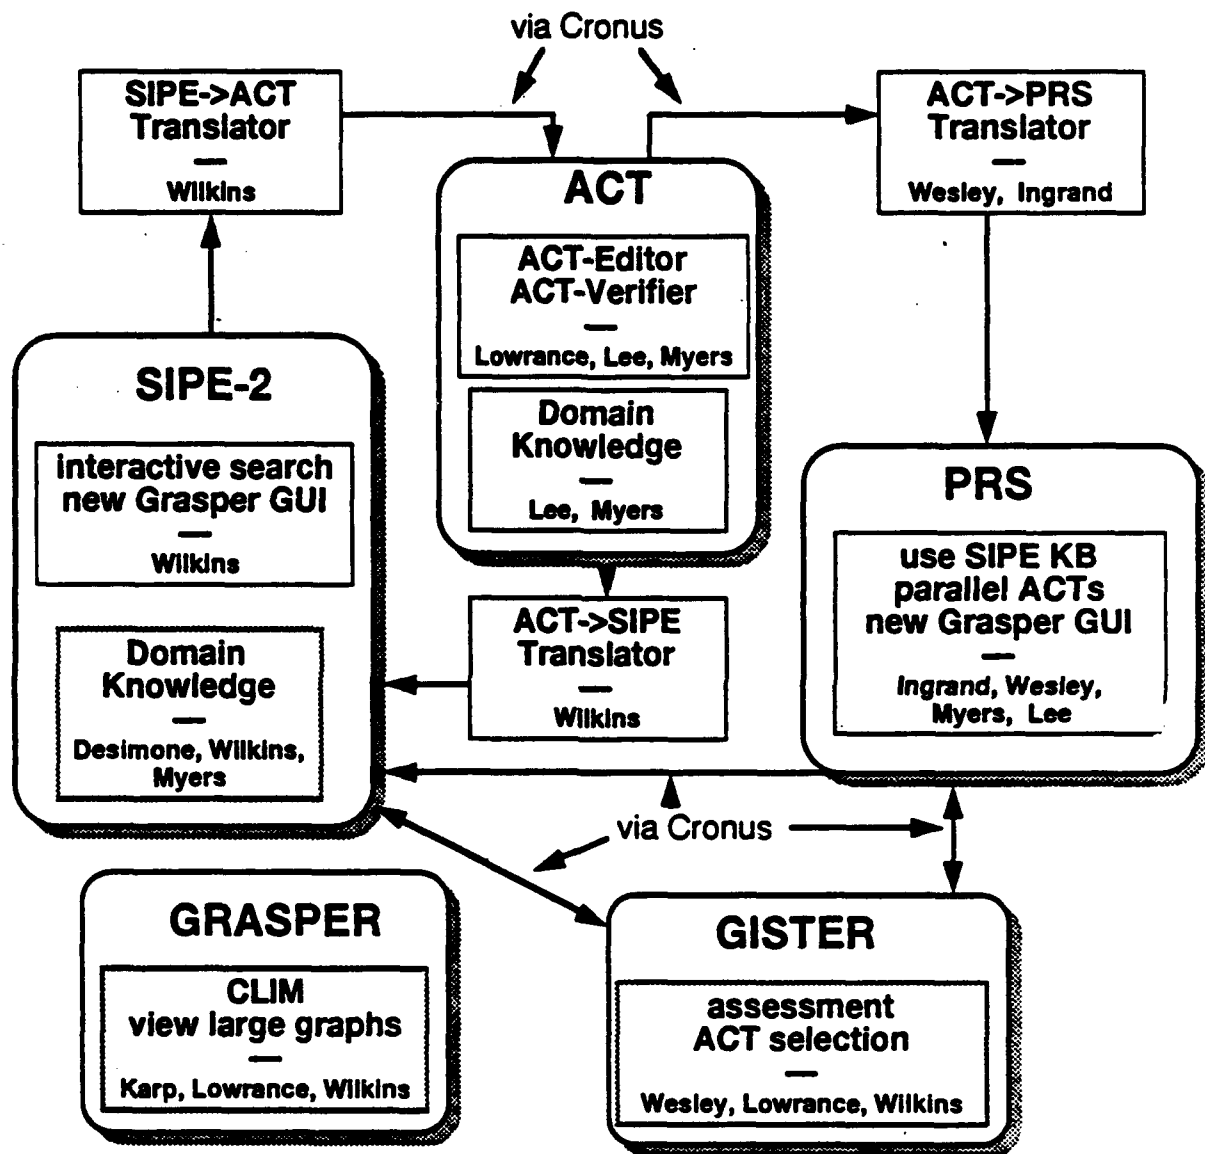 via Cronus
SIPE->ACT
Translator
—
Wilkins
ACT->PRS
Translator
—
Wesley, Ingrand
ACT
ACT-Editor
ACT-Verifier
—
Lowrance, Lee, Myers
Domain
Knowledge
—
Lee, Myers
SIPE-2
interactive search
new Grasper GUI
—
Wilkins
Domain
Knowledge
—
Desimone, Wilkins,
Myers
ACT->SIPE
Translator
—
Wilkins
PRS
use SIPE KB
parallel ACTs
new Grasper GUI
—
Ingrand, Wesley,
Myers, Lee
via Cronus
GRASPER
CLIM
view large graphs
—
Karp, Lowrance, Wilkins
GISTER
assessment
ACT selection
—
Wesley, Lowrance, Wilkins